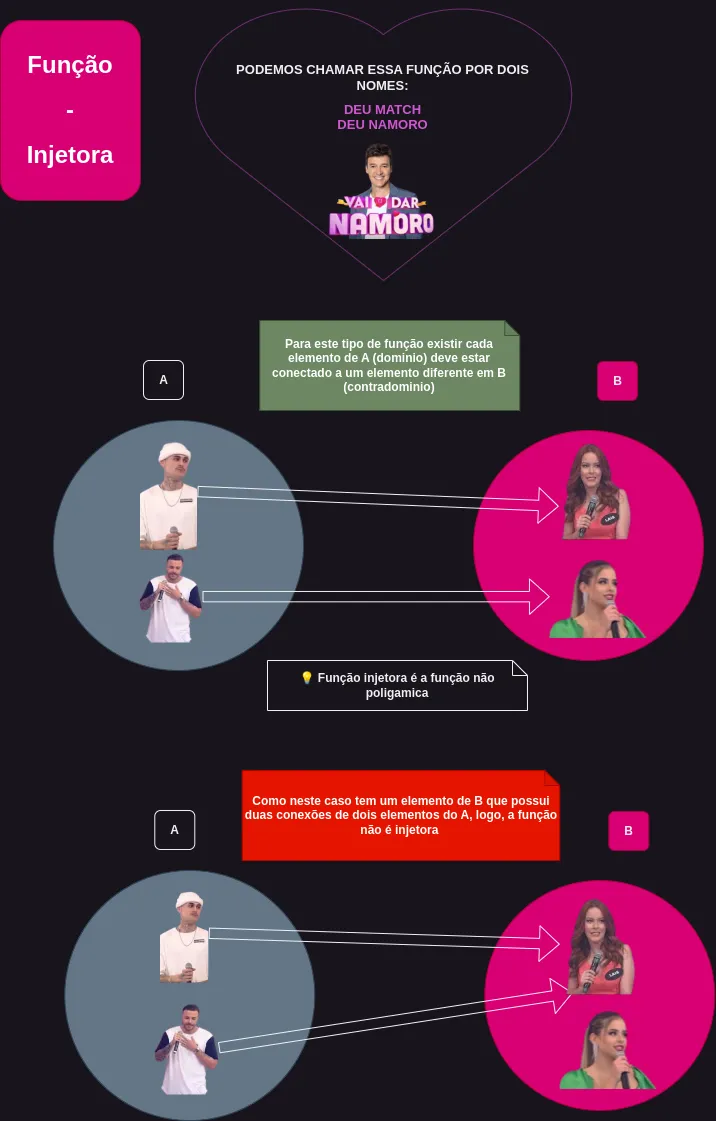 Função
-
Injetora
PODEMOS CHAMAR ESSA FUNÇÃO POR DOIS
NOMES:
DEU MATCH
DEU NAMORO
VAI DAR
NAMORO
Para este tipo de função existir cada
elemento de A (dominio) deve estar
conectado a um elemento diferente em B
(contradominio)
A
B
LAIS
💡 Função injetora é a função não
poligamica
Como neste caso tem um elemento de B que possui
duas conexões de dois elementos do A, logo, a função
não é injetora
A
B
LAIS